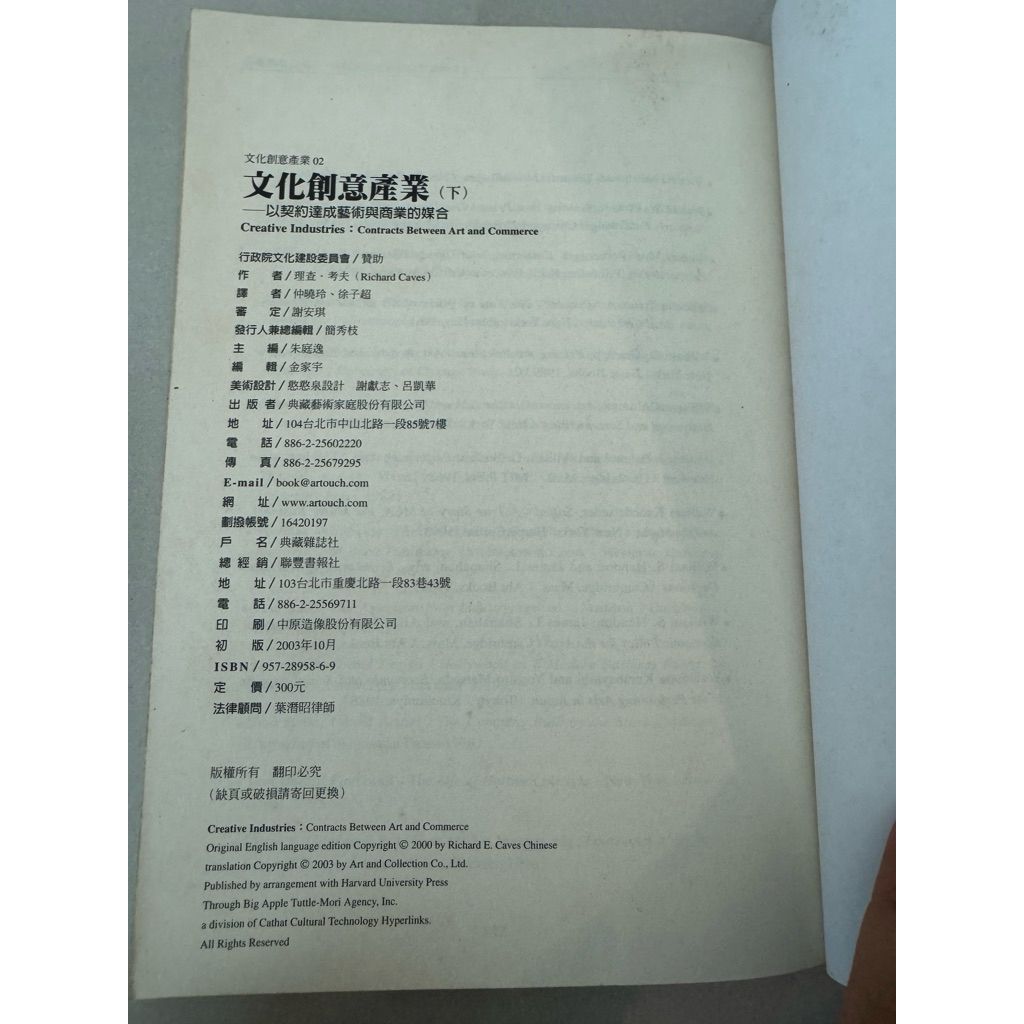 文化創意產業 02
文化創意產業（下）
──以契約達成藝術與商業的媒合
Creative Industries：Contracts Between Art and Commerce
行政院文化建設委員會／贊助
作　　者／理查・考夫（Richard Caves）
譯　　者／仲曉玲、徐子超
審　　定／謝安琪
發行人兼總編輯／簡秀枝
主　　編／朱庭逸
編　　輯／金家宇
美術設計／憨憨泉設計　謝獻志、呂凱華
出 版 者／典藏藝術家庭股份有限公司
地　　址／104台北市中山北路一段85號7樓
電　　話／886-2-25602220
傳　　真／886-2-25679295
E-mail／book@artouch.com
網　　址／www.artouch.com
劃撥帳號／16420197
戶　　名／典藏雜誌社
總 經 銷／聯豐書報社
地　　址／103台北市重慶北路一段83巷43號
電　　話／886-2-25569711
印　　刷／中原造像股份有限公司
初　　版／2003年10月
ISBN／957-28958-6-9
定　　價／300元
法律顧問／葉潛昭律師
版權所有　翻印必究
（缺頁或破損請寄回更換）
Creative Industries：Contracts Between Art and Commerce
Original English language edition Copyright © 2000 by Richard E. Caves Chinese
translation Copyright © 2003 by Art and Collection Co., Ltd.
Published by arrangement with Harvard University Press
Through Big Apple Tuttle-Mori Agency, Inc.
a division of Cathat Cultural Technology Hyperlinks.
All Rights Reserved